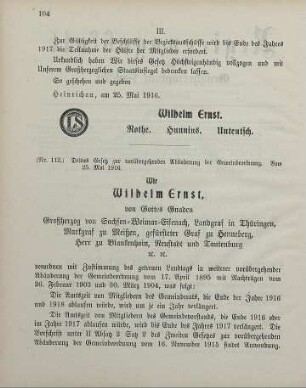 104
III.
Zur Gültigkeit der Beschlüsse der Bezirksausschüsse wird bis Ende des Jahres
1917 die Teilnahme der Hälfte der Mitglieder erfordert.
Urkundlich haben Wir dieses Gesetz Höchsteigenhändig vollzogen und mit
Unserem Großherzoglichen Staatsinsiegel bedrucken lassen.
So geschehen und gegeben
Heinrichau, am 25. Mai 1916.
Wilhelm Ernst.
Rothe. Hunnius. Unteutsch.
(Nr. 112.) Drittes Gesetz zur vorübergehenden Abänderung der Gemeindeordnung. Vom
25. Mai 1916.
Wir
Wilhelm Ernst,
von Gottes Gnaden
Großherzog von Sachsen-Weimar-Eisenach, Landgraf in Thüringen,
Markgraf zu Meißen, gefürsteter Graf zu Henneberg,
Herr zu Blankenhain, Neustadt und Tautenburg
ꝛc. ꝛc.
verordnen mit Zustimmung des getreuen Landtags in weiterer vorübergehender
Abänderung der Gemeindeordnung vom 17. April 1895 mit Nachträgen vom
26. Februar 1903 und 30. März 1904, was folgt:
Die Amtszeit von Mitgliedern des Gemeinderats, die Ende der Jahre 1916
und 1918 ablaufen würde, wird um je ein Jahr verlängert.
Die Amtszeit von Mitgliedern des Gemeindevorstands, die Ende 1916 oder
im Jahre 1917 ablaufen würde, wird bis Ende des Jahres 1917 verlängert. Die
Vorschrift unter II Absatz 3 Satz 2 des Zweiten Gesetzes zur vorübergehenden
Abänderung der Gemeindeordnung vom 16. November 1915 findet Anwendung.